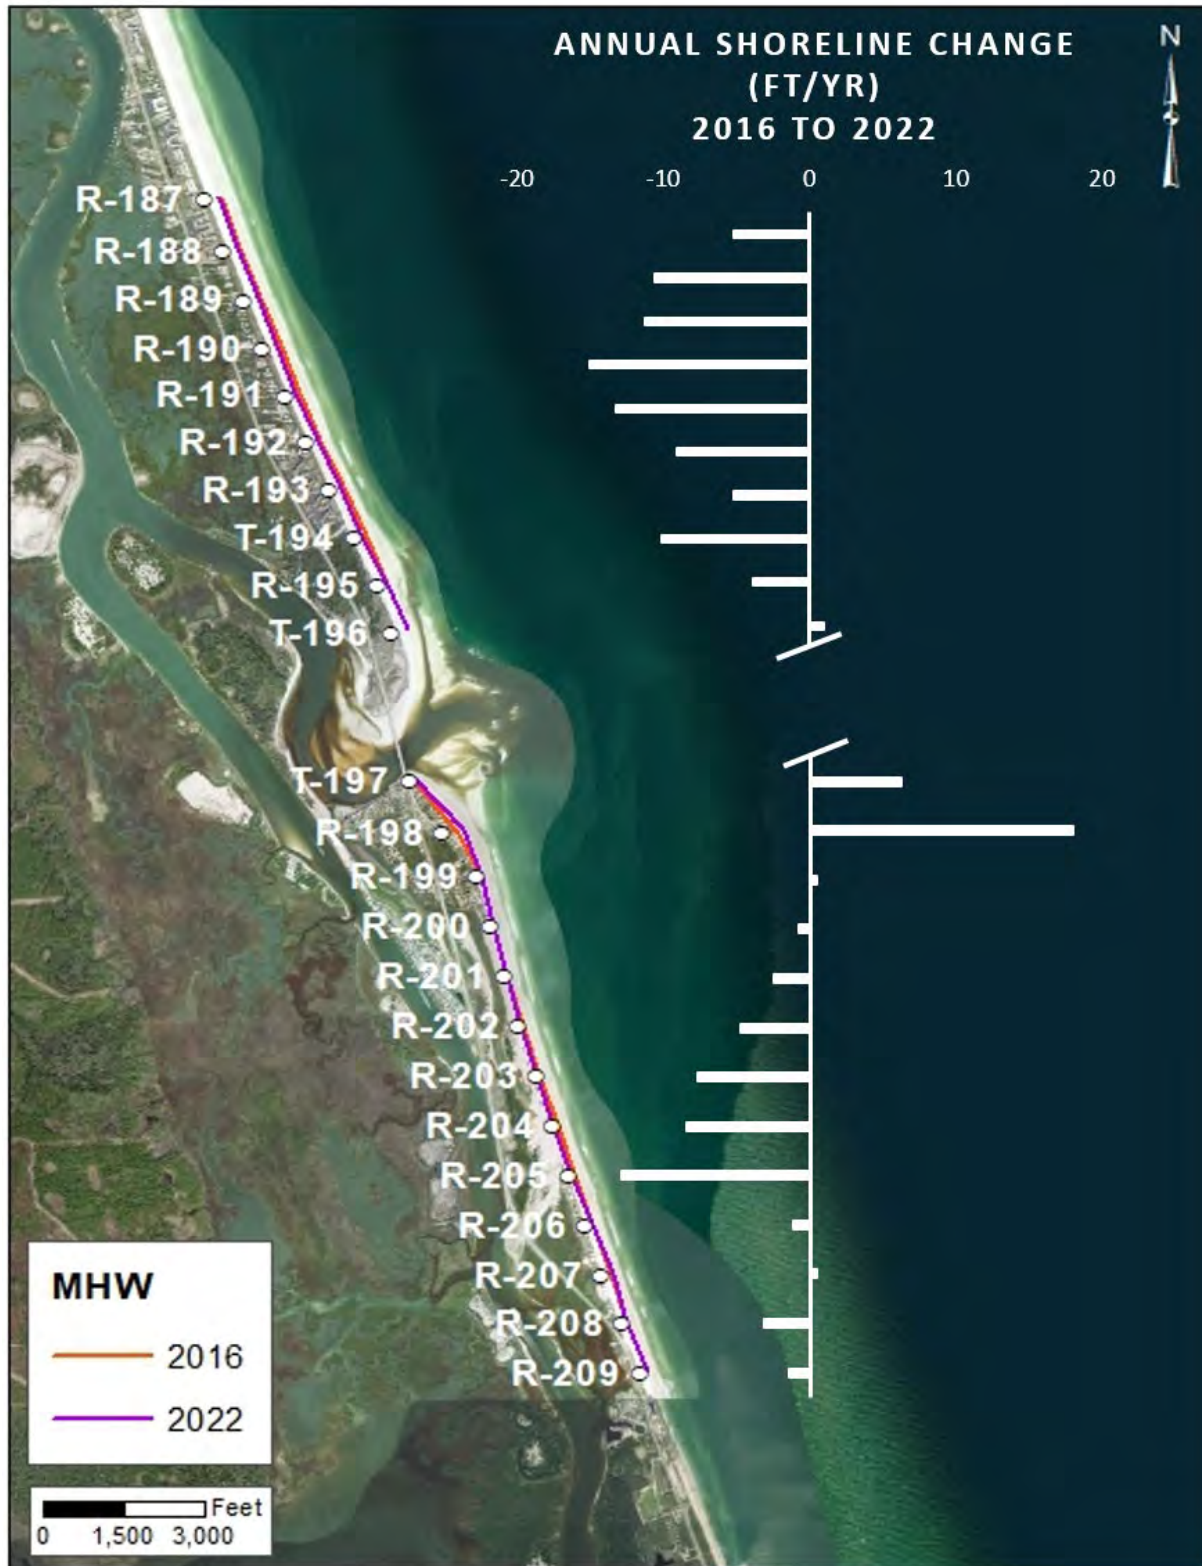 ANNUAL SHORELINE CHANGE
(FT/YR)
2016 TO 2022
N
-20 -10 0 10 20
R-187
R-188
R-189
R-190
R-191
R-192
R-193
T-194
R-195
T-196
T-197
R-198
R-199
R-200
R-201
R-202
R-203
R-204
R-205
R-206
R-207
R-208
R-209
MHW
2016
2022
Feet
0 1,500 3,000